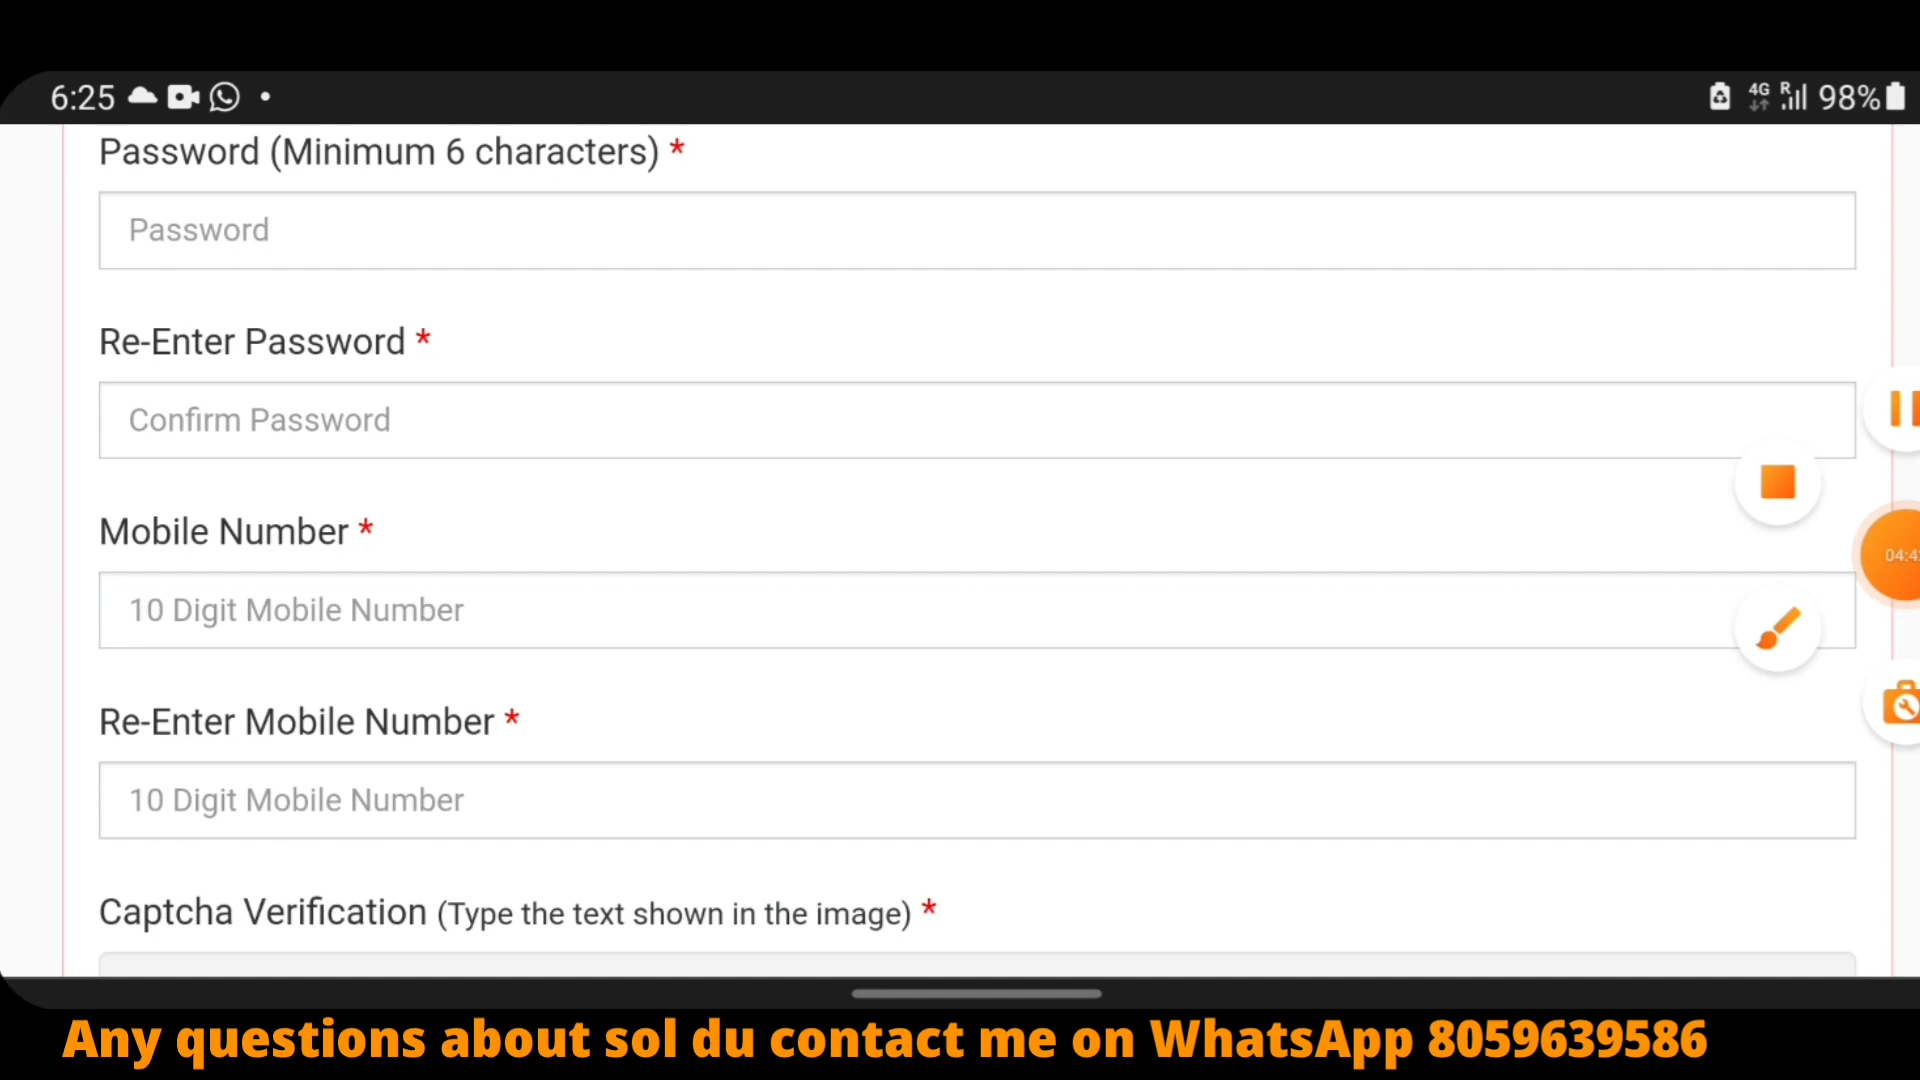 6:25
4G R 98%
Password (Minimum 6 characters) *
Password
Re-Enter Password *
Confirm Password
Mobile Number *
10 Digit Mobile Number
Re-Enter Mobile Number *
10 Digit Mobile Number
Captcha Verification (Type the text shown in the image) *
Any questions about sol du contact me on WhatsApp 8059639586